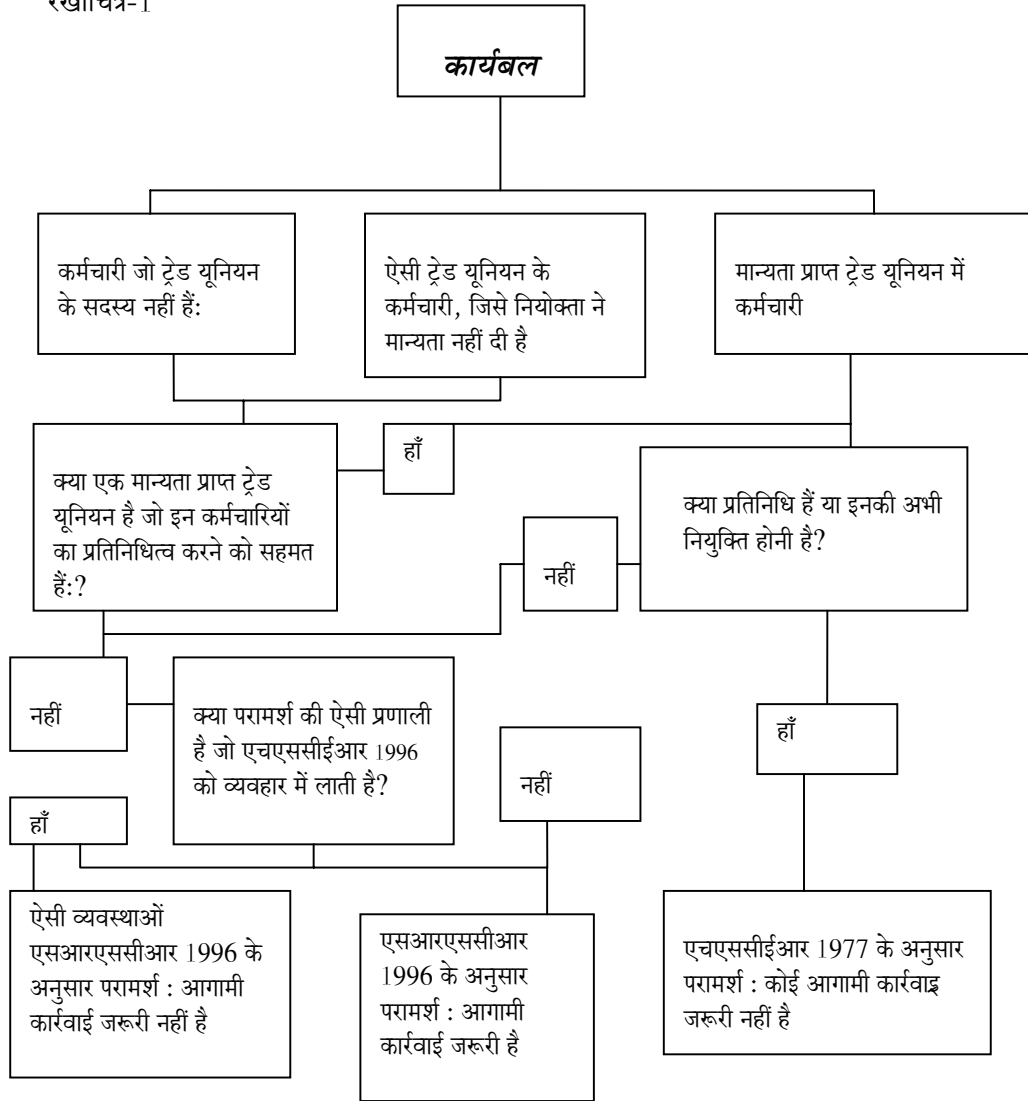 रेखाचित्र-1
कार्यबल
कर्मचारी जो ट्रेड यूनियन
के सदस्य नहीं हैं:
ऐसी ट्रेड यूनियन के
कर्मचारी, जिसे नियोक्ता ने
मान्यता नहीं दी है
मान्यता प्राप्त ट्रेड यूनियन में
कर्मचारी
क्या एक मान्यता प्राप्त ट्रेड
यूनियन है जो इन कर्मचारियों
का प्रतिनिधित्व करने को सहमत
हैं:?
हाँ
क्या प्रतिनिधि हैं या इनकी अभी
नियुक्ति होनी है?
नहीं
नहीं
क्या परामर्श की ऐसी प्रणाली
है जो एचएससीईआर 1996
को व्यवहार में लाती है?
नहीं
हाँ
हाँ
ऐसी व्यवस्थाओं
एसआरएससीआर 1996 के
अनुसार परामर्श : आगामी
कार्रवाई जरूरी नहीं है
एसआरएससीआर
1996 के अनुसार
परामर्श : आगामी
कार्रवाई जरूरी है
एचएससीईआर 1977 के अनुसार
परामर्श : कोई आगामी कार्रवाइ
जरूरी नहीं है